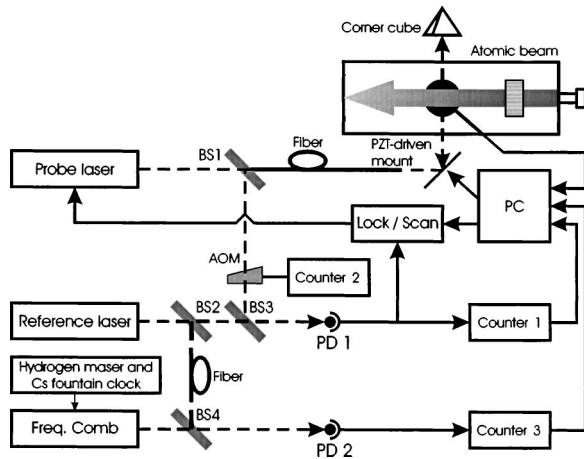 Corner cube
Atomic beam
Fiber
PZT-driven
mount
BS1
Probe laser
Lock / Scan
PC
AOM
Counter 2
BS2
BS3
Reference laser
PD 1
Counter 1
Hydrogen maser and
Cs fountain clock
Fiber
BS4
Freq. Comb
PD 2
Counter 3